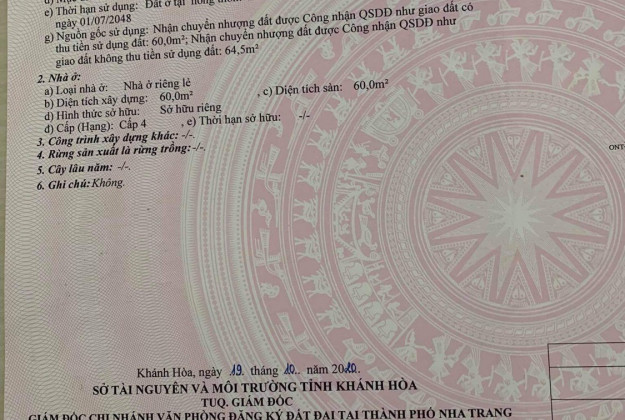 e) Thời hạn sử dụng: Đất ở tại nông
ngày 01/07/2048
g) Nguồn gốc sử dụng: Nhận chuyển nhượng đất được Công nhận QSDĐ như giao đất có
thu tiền sử dụng đất: 60,0m²; Nhận chuyển nhượng đất được Công nhận QSDĐ như
giao đất không thu tiền sử dụng đất: 64,5m²
2. Nhà ở:
a) Loại nhà ở: Nhà ở riêng lẻ
b) Diện tích xây dựng: 60,0m² , c) Diện tích sàn: 60,0m²
d) Hình thức sở hữu: Sở hữu riêng
đ) Cấp (Hạng): Cấp 4 , e) Thời hạn sở hữu: -/-
3. Công trình xây dựng khác: -/-.
4. Rừng sản xuất là rừng trồng: -/-.
5. Cây lâu năm: -/-.
6. Ghi chú: Không.
Khánh Hòa, ngày 19. tháng 10.. năm 2020..
SỞ TÀI NGUYÊN VÀ MÔI TRƯỜNG TỈNH KHÁNH HÒA
TUQ. GIÁM ĐỐC
GIÁM ĐỐC CHI NHÁNH VĂN PHÒNG ĐĂNG KÝ ĐẤT ĐAI TẠI THÀNH PHỐ NHA TRANG